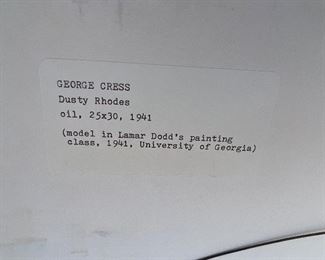 GEORGE CRESS
Dusty Rhodes
oil, 25x30, 1941
(model in Lamar Dodd's painting
class, 1941, University of Georgia)